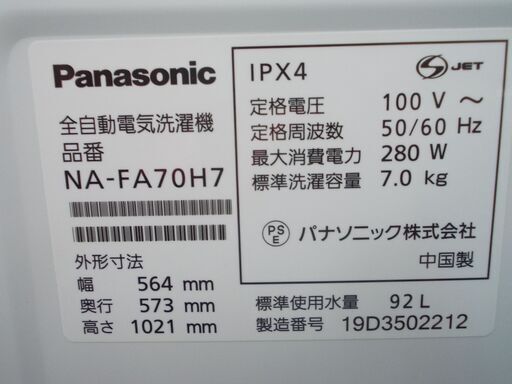 Panasonic
全自動電気洗濯機
品番
NA-FA70H7
外形寸法
幅 564 mm
奥行 573 mm
高さ 1021 mm
IPX4
S JET
定格電圧 100 V ～
定格周波数 50/60 Hz
最大消費電力 280 W
標準洗濯容量 7.0 kg
PS E パナソニック株式会社
中国製
標準使用水量 92 L
製造番号 19D3502212